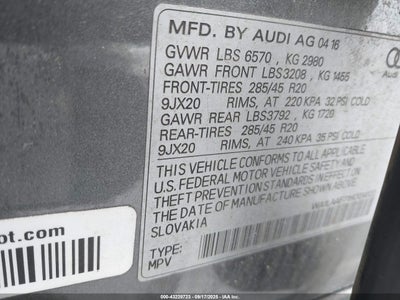 MFD. BY AUDI AG 04 16
GVWR LBS 6570 , KG 2980
GAWR FRONT LBS3208 , KG 1455
FRONT-TIRES 285/45 R20
9JX20 RIMS, AT 220 KPA 32 PSI COLD
GAWR REAR LBS3792 , KG 1720
REAR-TIRES 285/45 R20
9JX20 RIMS, AT 240 KPA 35 PSI COLD
THIS VEHICLE CONFORMS TO ALL APPLICABLE
U.S. FEDERAL MOTOR VEHICLE SAFETY AND
THEFT PREVENTION STANDARDS IN EFFECT ON
THE DATE OF MANUFACTURE SHOWN ABOVE
SLOVAKIA
TYPE:
MPV
ot.com
000-43220723 - 09/17/2025 - IAAI